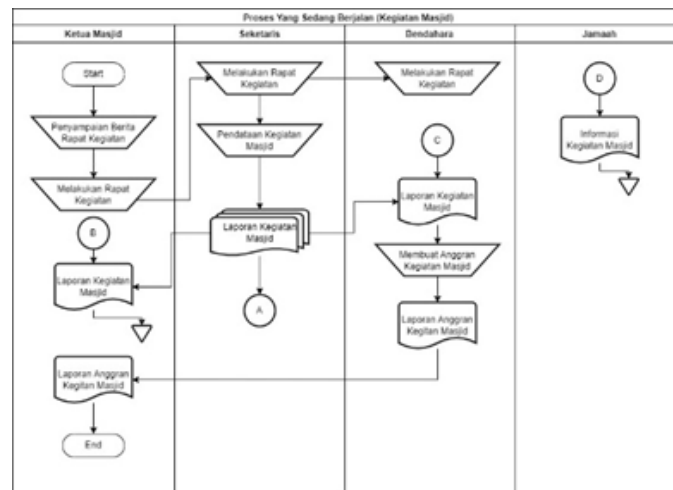 Proses Yang Sedang Berjalan (Kegiatan Masjid)
Ketua Masjid
Seketaris
Bendahara
Jamaah
Start
Penyampaian Berita
Rapat Kegiatan
Melakukan Rapat
Kegiatan
B
Laporan Kegiatan
Masjid
Laporan Anggran
Kegitan Masjid
End
Melakukan Rapat
Kegiatan
Pendataan Kegiatan
Masjid
Laporan Kegiatan
Masjid
A
Melakukan Rapat
Kegiatan
C
Laporan Kegiatan
Masjid
Membuat Anggran
Kegiatan Masjid
Laporan Anggran
Kegitan Masjid
D
Informasi
Kegiatan Masjid